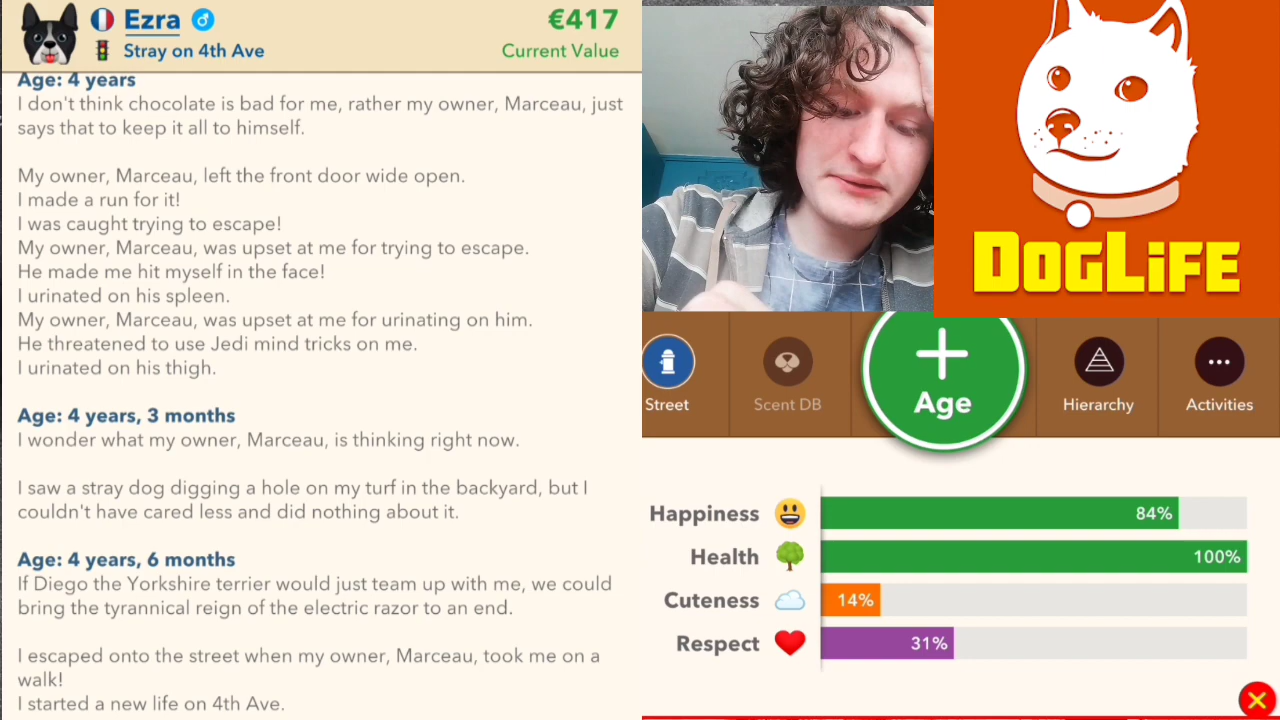 Ezra
Stray on 4th Ave
€417
Current Value
Age: 4 years
I don't think chocolate is bad for me, rather my owner, Marceau, just
says that to keep it all to himself.
My owner, Marceau, left the front door wide open.
I made a run for it!
I was caught trying to escape!
My owner, Marceau, was upset at me for trying to escape.
He made me hit myself in the face!
I urinated on his spleen.
My owner, Marceau, was upset at me for urinating on him.
He threatened to use Jedi mind tricks on me.
I urinated on his thigh.
Age: 4 years, 3 months
I wonder what my owner, Marceau, is thinking right now.
I saw a stray dog digging a hole on my turf in the backyard, but I
couldn't have cared less and did nothing about it.
Age: 4 years, 6 months
If Diego the Yorkshire terrier would just team up with me, we could
bring the tyrannical reign of the electric razor to an end.
I escaped onto the street when my owner, Marceau, took me on a
walk!
I started a new life on 4th Ave.
DOGLiFE
Street
Scent DB
Age
Hierarchy
Activities
Happiness 84%
Health 100%
Cuteness 14%
Respect 31%